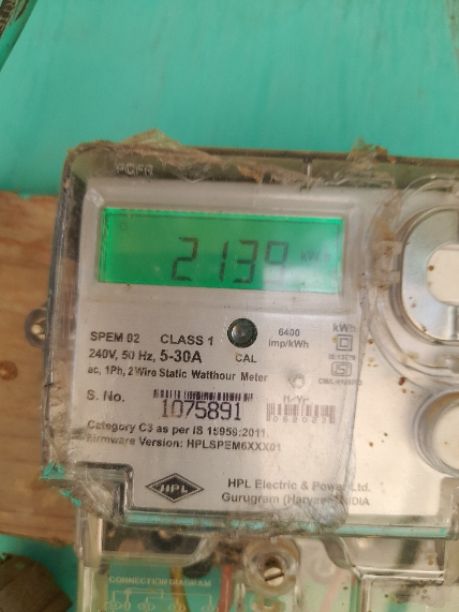 2139 kWh
SPEM 02 CLASS 1 6400 imp/kWh kWh
240V, 50 Hz, 5-30A CAL
ac, 1Ph, 2Wire Static Watthour Meter
S. No.
1075891
Category C3 as per IS 15959:2011
Firmware Version: HPLSPEM6XXX01
HPL
HPL Electric & Power Ltd.
Gurugram (Haryana) INDIA
CONNECTION DIAGRAM